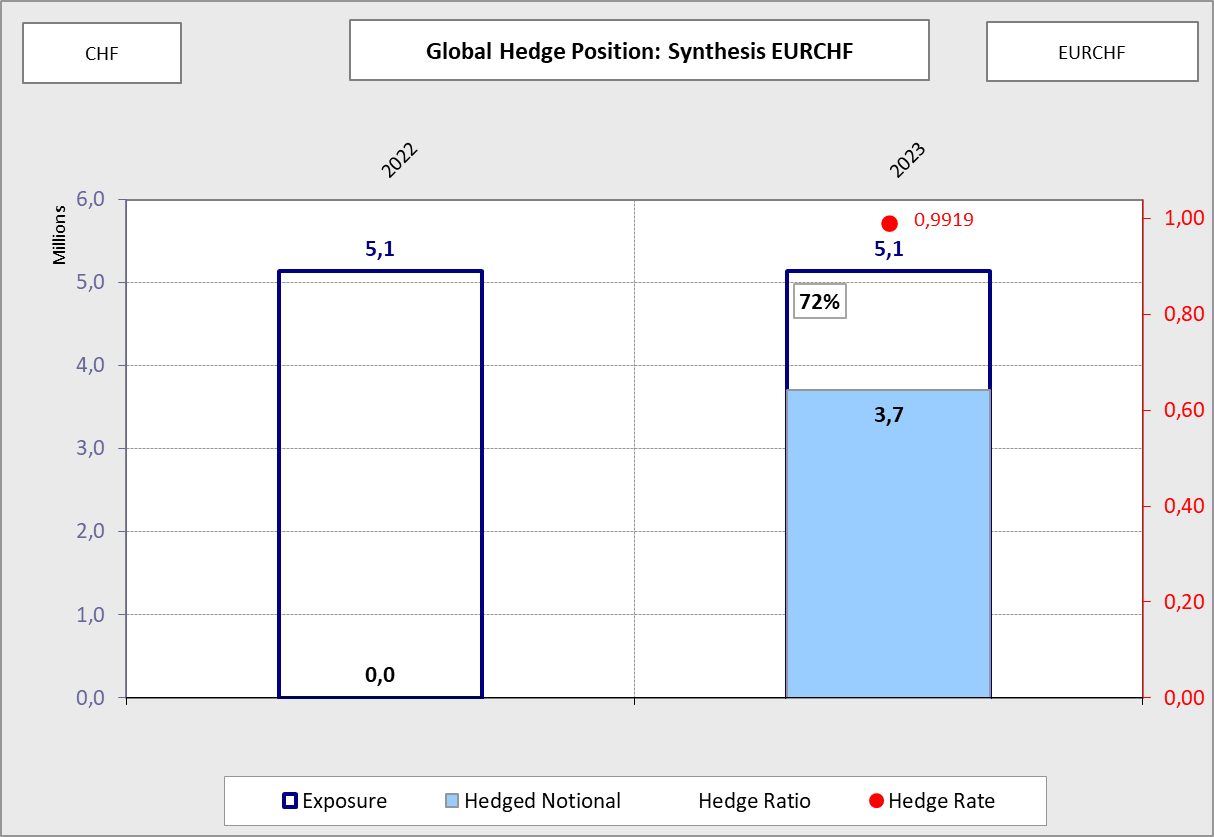 CHF
Global Hedge Position: Synthesis EURCHF
EURCHF
2022
2023
Millions
6,0
5,0
4,0
3,0
2,0
1,0
0,0
5,1
0,0
0,9919
5,1
72%
3,7
1,00
0,80
0,60
0,40
0,20
0,00
Exposure
Hedged Notional
Hedge Ratio
Hedge Rate